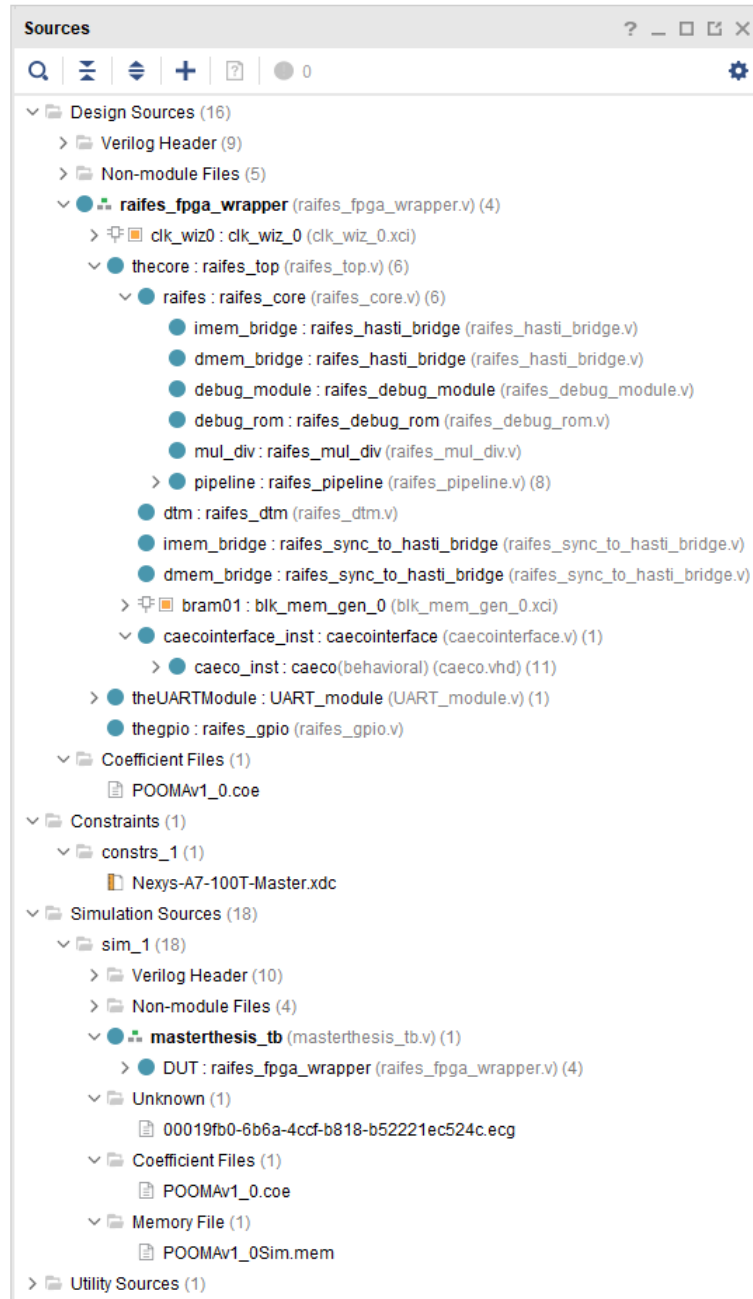 Sources
0
Design Sources (16)
Verilog Header (9)
Non-module Files (5)
raifes_fpga_wrapper (raifes_fpga_wrapper.v) (4)
clk_wiz0 : clk_wiz_0 (clk_wiz_0.xci)
thecore : raifes_top (raifes_top.v) (6)
raifes : raifes_core (raifes_core.v) (6)
imem_bridge : raifes_hasti_bridge (raifes_hasti_bridge.v)
dmem_bridge : raifes_hasti_bridge (raifes_hasti_bridge.v)
debug_module : raifes_debug_module (raifes_debug_module.v)
debug_rom : raifes_debug_rom (raifes_debug_rom.v)
mul_div : raifes_mul_div (raifes_mul_div.v)
pipeline : raifes_pipeline (raifes_pipeline.v) (8)
dtm : raifes_dtm (raifes_dtm.v)
imem_bridge : raifes_sync_to_hasti_bridge (raifes_sync_to_hasti_bridge.v)
dmem_bridge : raifes_sync_to_hasti_bridge (raifes_sync_to_hasti_bridge.v)
bram01 : blk_mem_gen_0 (blk_mem_gen_0.xci)
caecointerface_inst : caecointerface (caecointerface.v) (1)
caeco_inst : caeco(behavioral) (caeco.vhd) (11)
theUARTModule : UART_module (UART_module.v) (1)
thegpio : raifes_gpio (raifes_gpio.v)
Coefficient Files (1)
POOMAv1_0.coe
Constraints (1)
constrs_1 (1)
Nexys-A7-100T-Master.xdc
Simulation Sources (18)
sim_1 (18)
Verilog Header (10)
Non-module Files (4)
masterthesis_tb (masterthesis_tb.v) (1)
DUT : raifes_fpga_wrapper (raifes_fpga_wrapper.v) (4)
Unknown (1)
00019fb0-6b6a-4ccf-b818-b52221ec524c.ecg
Coefficient Files (1)
POOMAv1_0.coe
Memory File (1)
POOMAv1_0Sim.mem
Utility Sources (1)